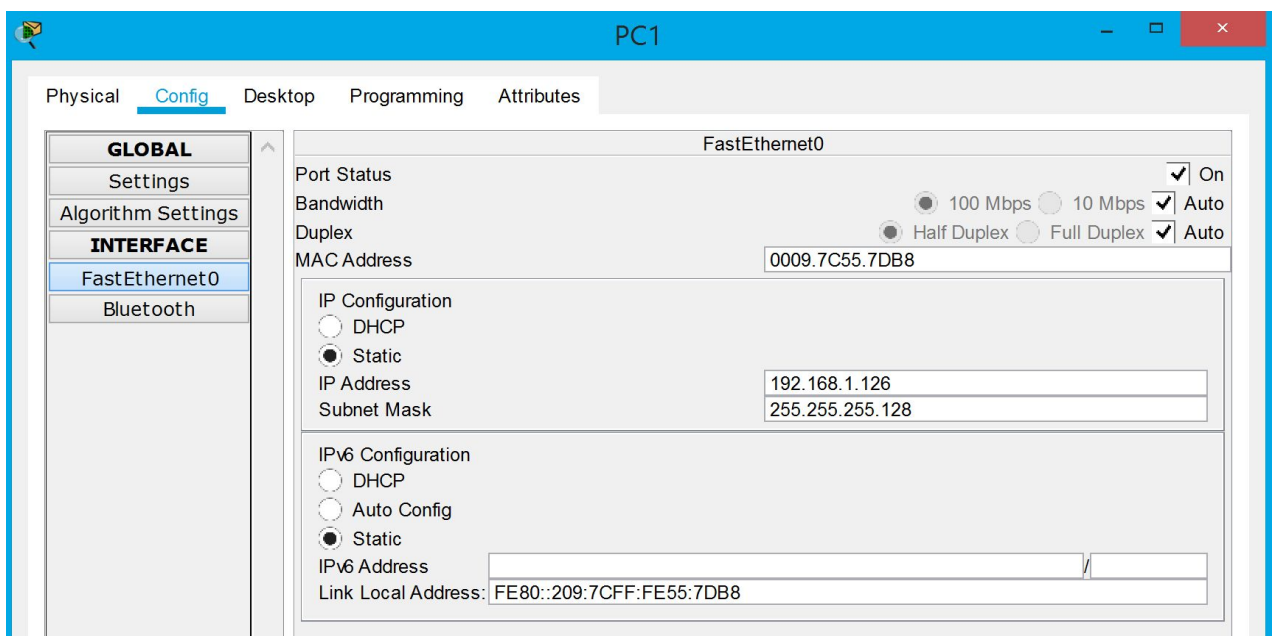 PC1
Physical Config Desktop Programming Attributes
GLOBAL
Settings
Algorithm Settings
INTERFACE
FastEthernet0
Bluetooth
FastEthernet0
Port Status On
Bandwidth 100 Mbps 10 Mbps Auto
Duplex Half Duplex Full Duplex Auto
MAC Address 0009.7C55.7DB8
IP Configuration
DHCP
Static
IP Address 192.168.1.126
Subnet Mask 255.255.255.128
IPv6 Configuration
DHCP
Auto Config
Static
IPv6 Address /
Link Local Address: FE80::209:7CFF:FE55:7DB8